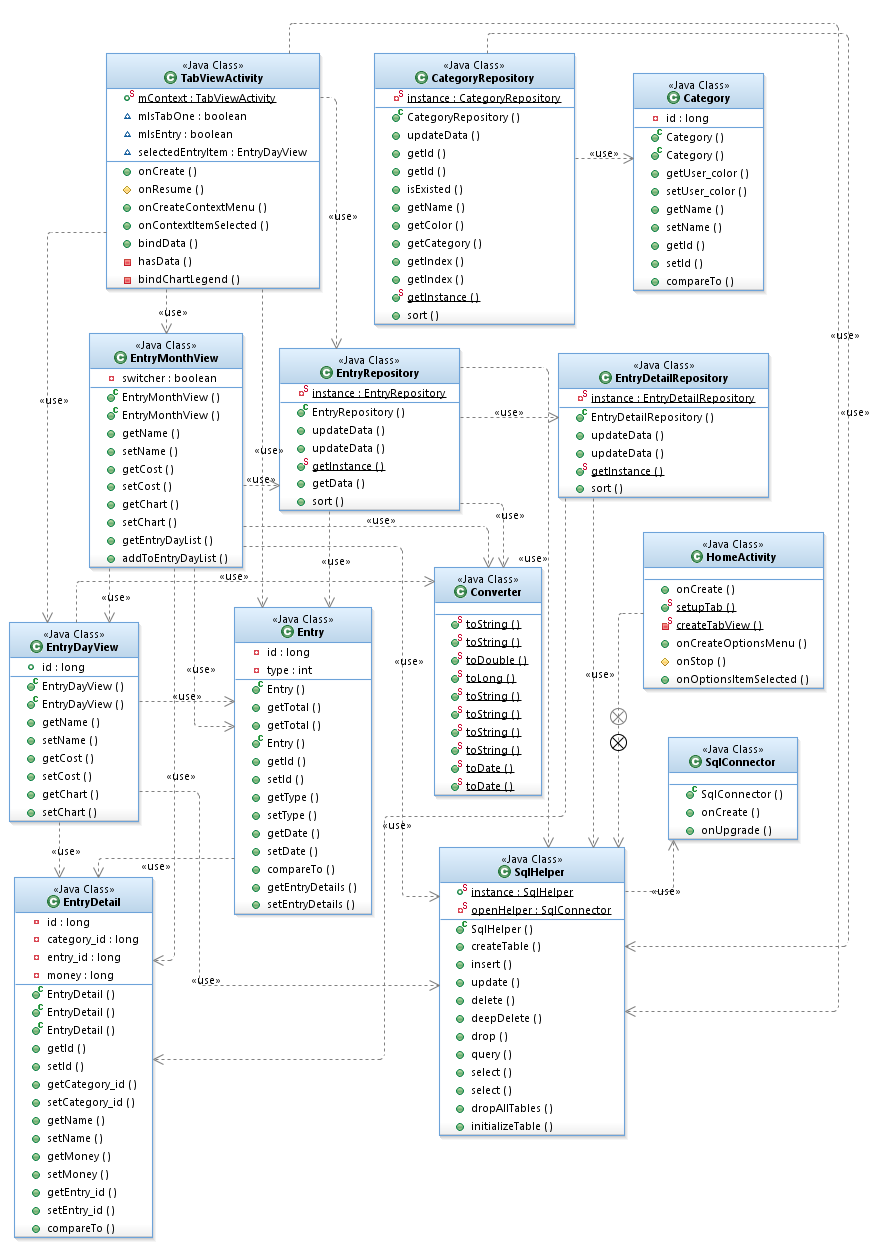 «Java Class»
TabViewActivity
mContext : TabViewActivity
mIsTabOne : boolean
mIsEntry : boolean
selectedEntryItem : EntryDayView
onCreate ( )
onResume ( )
onCreateContextMenu ( )
onContextItemSelected ( )
bindData ( )
hasData ( )
bindChartLegend ( )
«Java Class»
CategoryRepository
instance : CategoryRepository
CategoryRepository ( )
updateData ( )
getId ( )
getId ( )
isExisted ( )
getName ( )
getColor ( )
getCategory ( )
getIndex ( )
getIndex ( )
getInstance ( )
sort ( )
«Java Class»
Category
id : long
Category ( )
Category ( )
getUser_color ( )
setUser_color ( )
getName ( )
setName ( )
getId ( )
setId ( )
compareTo ( )
«use»
«use»
«use»
«use»
«use»
«use»
«Java Class»
EntryMonthView
switcher : boolean
EntryMonthView ( )
EntryMonthView ( )
getName ( )
setName ( )
getCost ( )
setCost ( )
getChart ( )
setChart ( )
getEntryDayList ( )
addToEntryDayList ( )
«Java Class»
EntryRepository
instance : EntryRepository
EntryRepository ( )
updateData ( )
updateData ( )
getInstance ( )
getData ( )
sort ( )
«Java Class»
EntryDetailRepository
instance : EntryDetailRepository
EntryDetailRepository ( )
updateData ( )
updateData ( )
getInstance ( )
sort ( )
«use»
«use»
«use»
«use»
«use»
«use»
«use»
«use»
«use»
«Java Class»
HomeActivity
onCreate ( )
setupTab ( )
createTabView ( )
onCreateOptionsMenu ( )
onStop ( )
onOptionsItemSelected ( )
«Java Class»
Converter
toString ( )
toString ( )
toDouble ( )
toLong ( )
toString ( )
toString ( )
toString ( )
toString ( )
toDate ( )
toDate ( )
«Java Class»
EntryDayView
id : long
EntryDayView ( )
EntryDayView ( )
getName ( )
setName ( )
getCost ( )
setCost ( )
getChart ( )
setChart ( )
«Java Class»
Entry
id : long
type : int
Entry ( )
getTotal ( )
getTotal ( )
Entry ( )
getId ( )
setId ( )
getType ( )
setType ( )
getDate ( )
setDate ( )
compareTo ( )
getEntryDetails ( )
setEntryDetails ( )
«use»
«use»
«use»
«use»
«use»
«use»
«use»
«use»
«Java Class»
SqlConnector
SqlConnector ( )
onCreate ( )
onUpgrade ( )
«Java Class»
EntryDetail
id : long
category_id : long
entry_id : long
money : long
EntryDetail ( )
EntryDetail ( )
EntryDetail ( )
getId ( )
setId ( )
getCategory_id ( )
setCategory_id ( )
getName ( )
setName ( )
getMoney ( )
setMoney ( )
getEntry_id ( )
setEntry_id ( )
compareTo ( )
«Java Class»
SqlHelper
instance : SqlHelper
openHelper : SqlConnector
SqlHelper ( )
createTable ( )
insert ( )
update ( )
delete ( )
deepDelete ( )
drop ( )
query ( )
select ( )
select ( )
dropAllTables ( )
initializeTable ( )
«use»
«use»